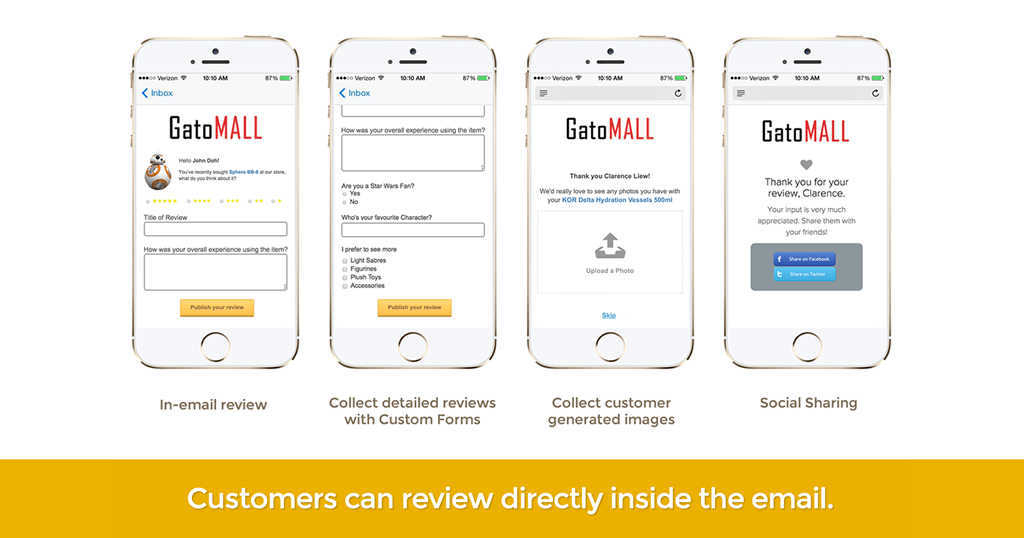 Verizon 10:10 AM 87%
Inbox
GatoMALL
Hello John Doh!
You've recently bought Sphero BB-8 at our store,
what do you think about it?
Title of Review
How was your overall experience using the item?
Publish your review
In-email review
Verizon 10:10 AM 87%
Inbox
How was your overall experience using the item?
Are you a Star Wars Fan?
Yes
No
Who's your favourite Character?
I prefer to see more
Light Sabres
Figurines
Plush Toys
Accessories
Publish your review
Collect detailed reviews
with Custom Forms
Verizon 10:10 AM 87%
GatoMALL
Thank you Clarence Liew!
We'd really love to see any photos you have with
your KOR Delta Hydration Vessels 500ml
Upload a Photo
Skip
Collect customer
generated images
Verizon 10:10 AM 87%
GatoMALL
Thank you for your
review, Clarence.
Your input is very much
appreciated. Share them with
your friends!
f Share on Facebook
t Share on Twitter
Social Sharing
Customers can review directly inside the email.